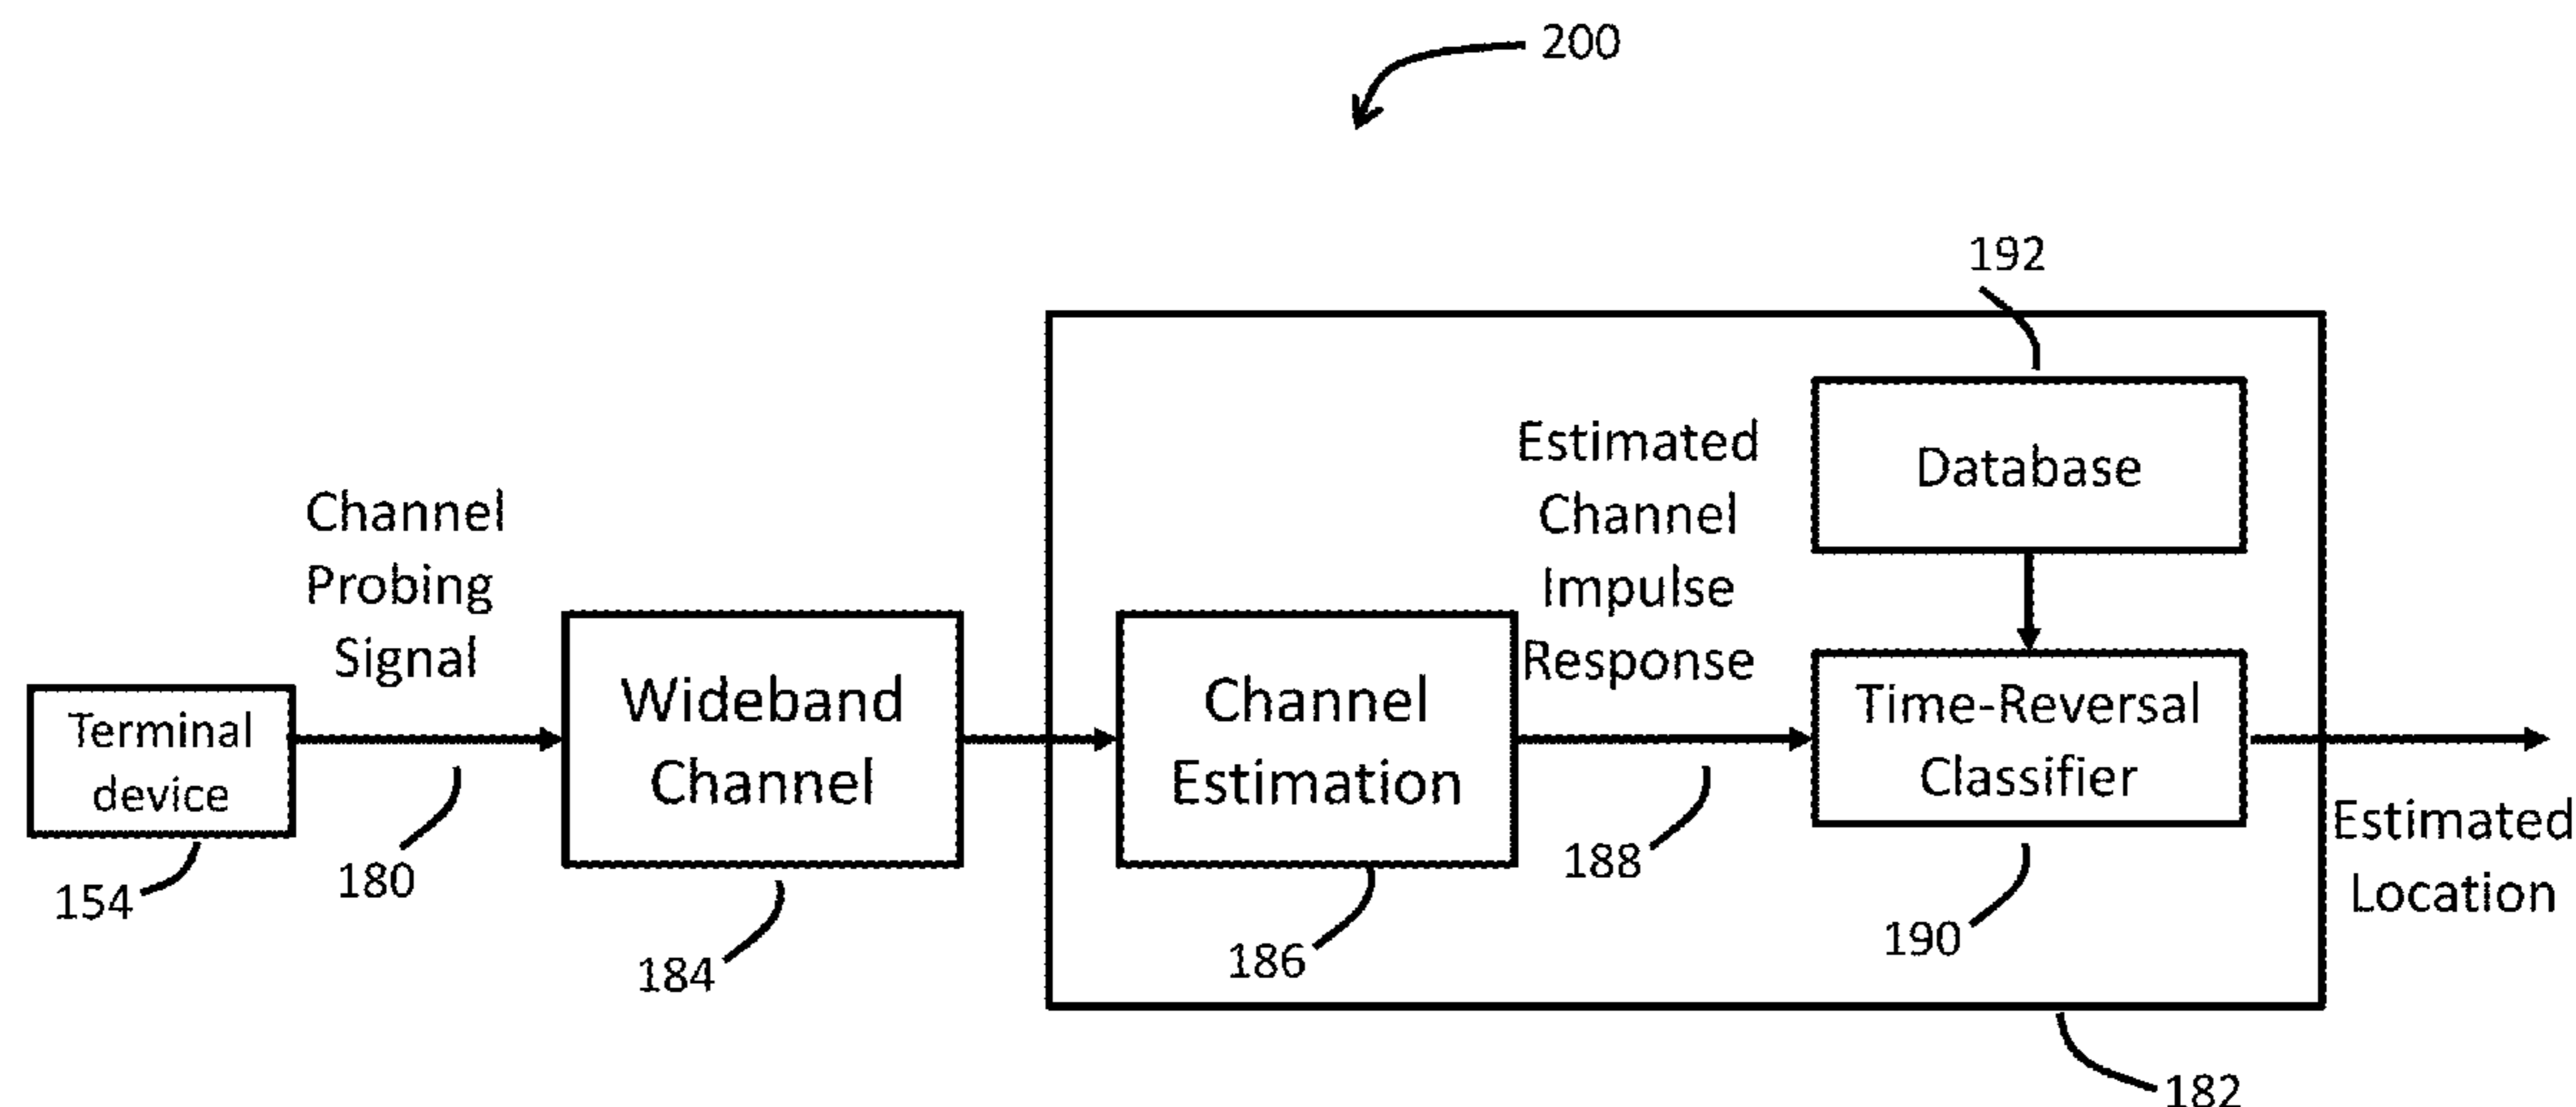 200
192
Database
Estimated
Channel
Impulse
Response
Channel
Probing
Signal
Terminal
device
Wideband
Channel
Channel
Estimation
Time-Reversal
Classifier
Estimated
Location
154
180
184
186
188
190
182